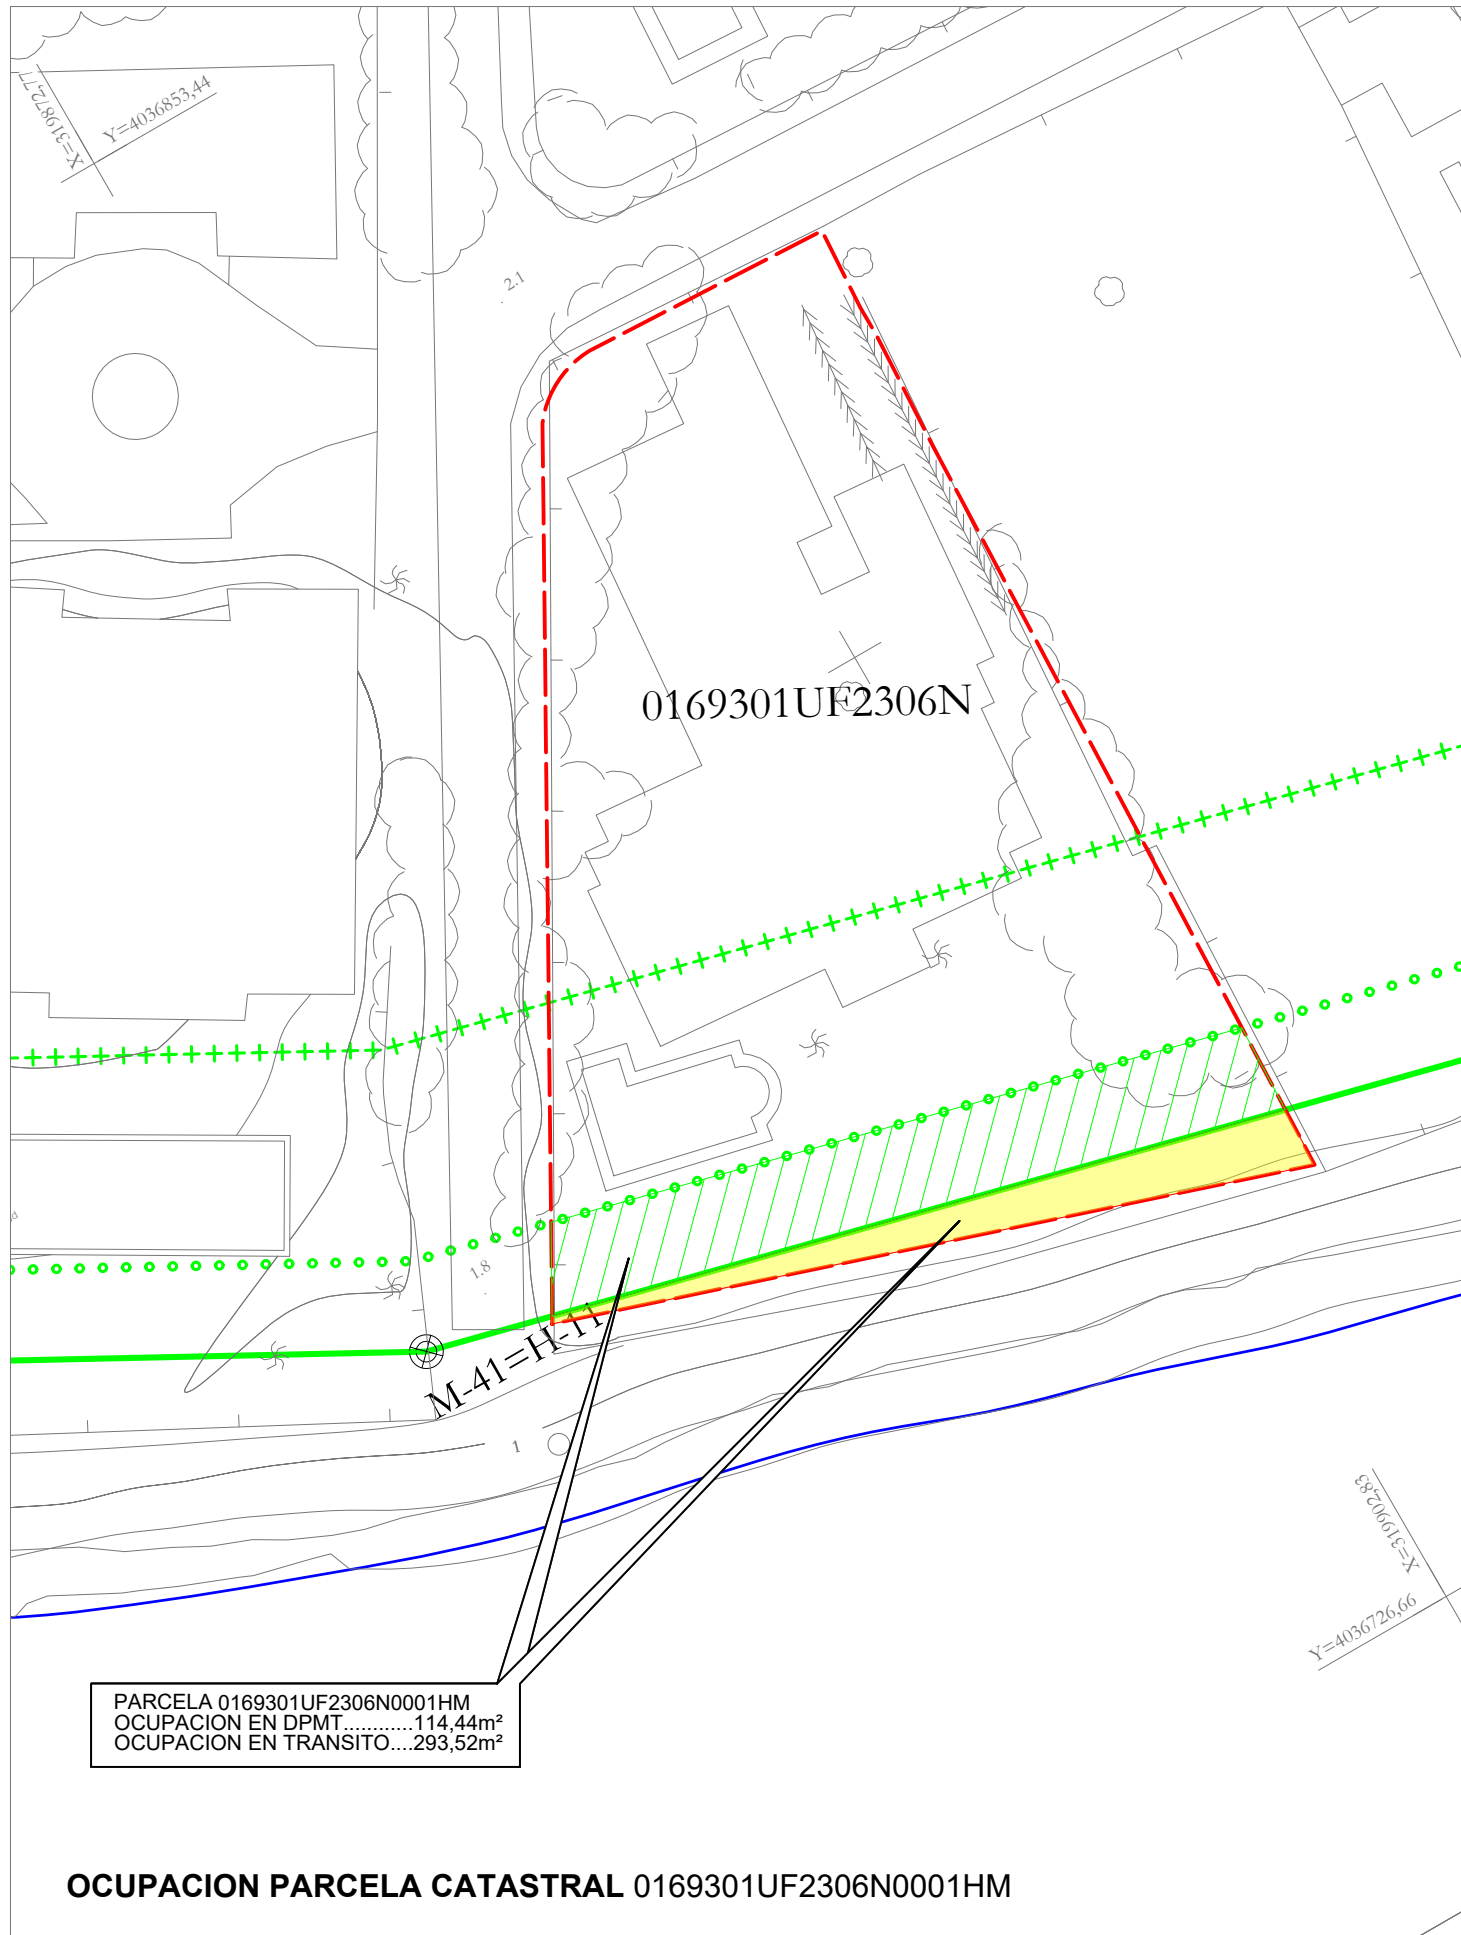 X=319872,77
Y=4036853,44
2.1
0169301UF2306N
1.8
M-41=H-11
1
X=319902,83
Y=4036726,66
PARCELA 0169301UF2306N0001HM
OCUPACION EN DPMT............114,44m²
OCUPACION EN TRANSITO....293,52m²
OCUPACION PARCELA CATASTRAL 0169301UF2306N0001HM